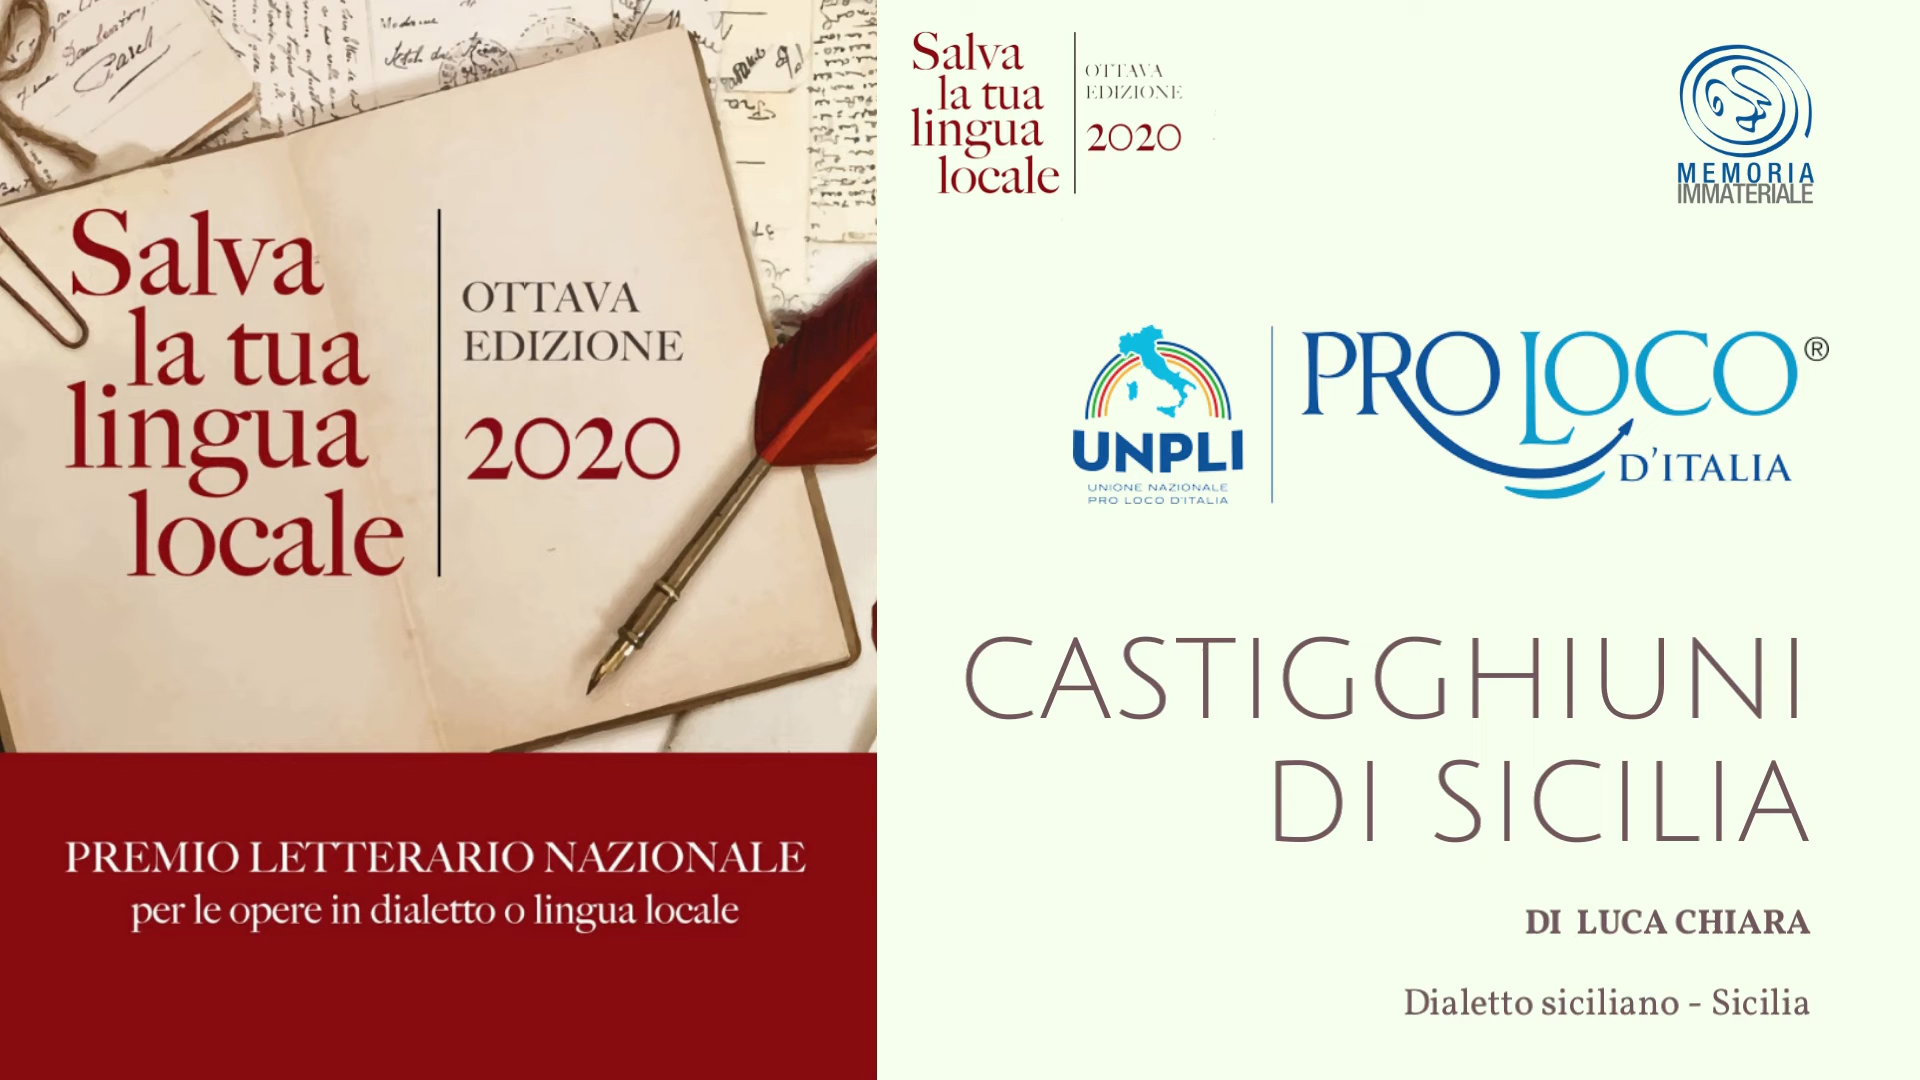 Salva
la tua
lingua
locale
OTTAVA
EDIZIONE
2020
PREMIO LETTERARIO NAZIONALE
per le opere in dialetto o lingua locale
Salva
la tua
lingua
locale
OTTAVA
EDIZIONE
2020
MEMORIA
IMMATERIALE
UNPLI
UNIONE NAZIONALE
PRO LOCO D'ITALIA
PRO LOCO®
D'ITALIA
CASTIGGHIUNI
DI SICILIA
DI LUCA CHIARA
Dialetto siciliano - Sicilia